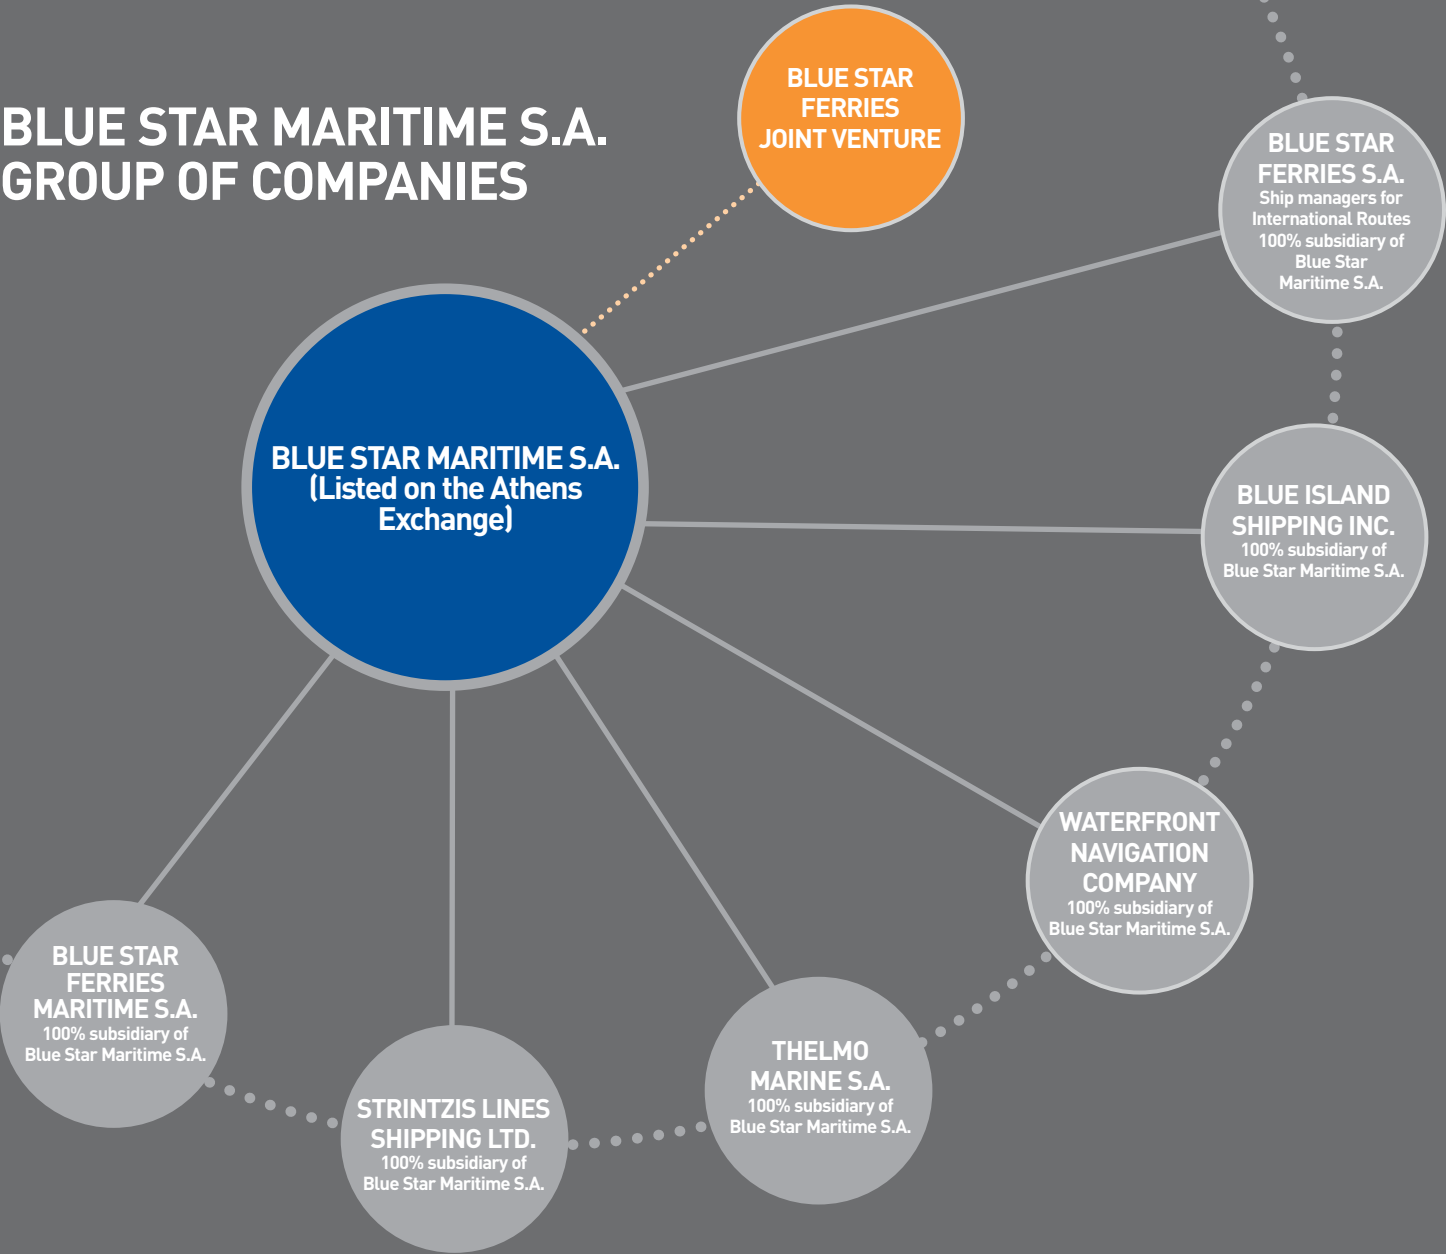 BLUE STAR MARITIME S.A.
GROUP OF COMPANIES
BLUE STAR
FERRIES
JOINT VENTURE
BLUE STAR
FERRIES S.A.
Ship managers for
International Routes
100% subsidiary of
Blue Star
Maritime S.A.
BLUE STAR MARITIME S.A.
(Listed on the Athens
Exchange)
BLUE ISLAND
SHIPPING INC.
100% subsidiary of
Blue Star Maritime S.A.
WATERFRONT
NAVIGATION
COMPANY
100% subsidiary of
Blue Star Maritime S.A.
THELMO
MARINE S.A.
100% subsidiary of
Blue Star Maritime S.A.
STRINTZIS LINES
SHIPPING LTD.
100% subsidiary of
Blue Star Maritime S.A.
BLUE STAR
FERRIES
MARITIME S.A.
100% subsidiary of
Blue Star Maritime S.A.